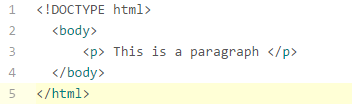 1 <!DOCTYPE html>
2 <body>
3 <p> This is a paragraph </p>
4 </body>
5 </html>